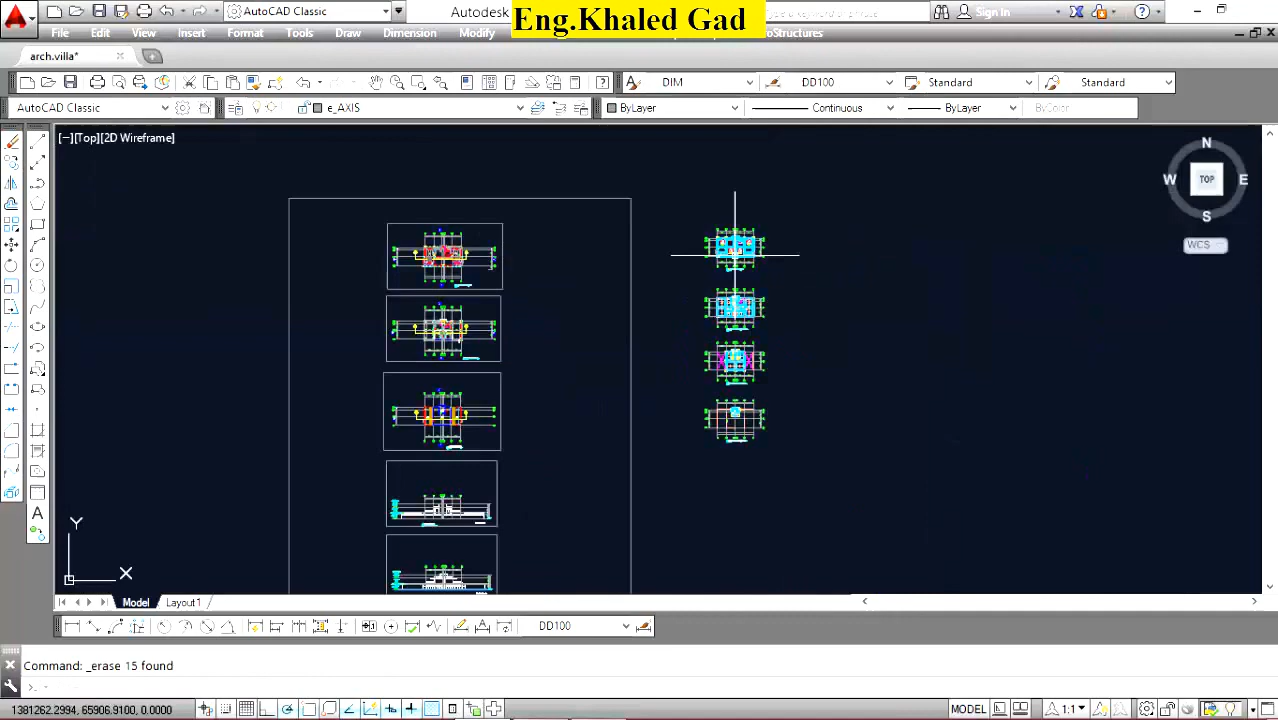 AutoCAD Classic
Autodesk
Eng.Khaled Gad
Sign In
File Edit View Insert Format Tools Draw Dimension Modify
arch.villa*
DIM DD100 Standard Standard
AutoCAD Classic e_AXIS ByLayer Continuous ByLayer ByColor
[−][Top][2D Wireframe]
N
W TOP E
S
WCS
Y
X
Model Layout1
DD100
Command: _erase 15 found
1381262.2994, 65906.9100, 0.0000 MODEL 1:1